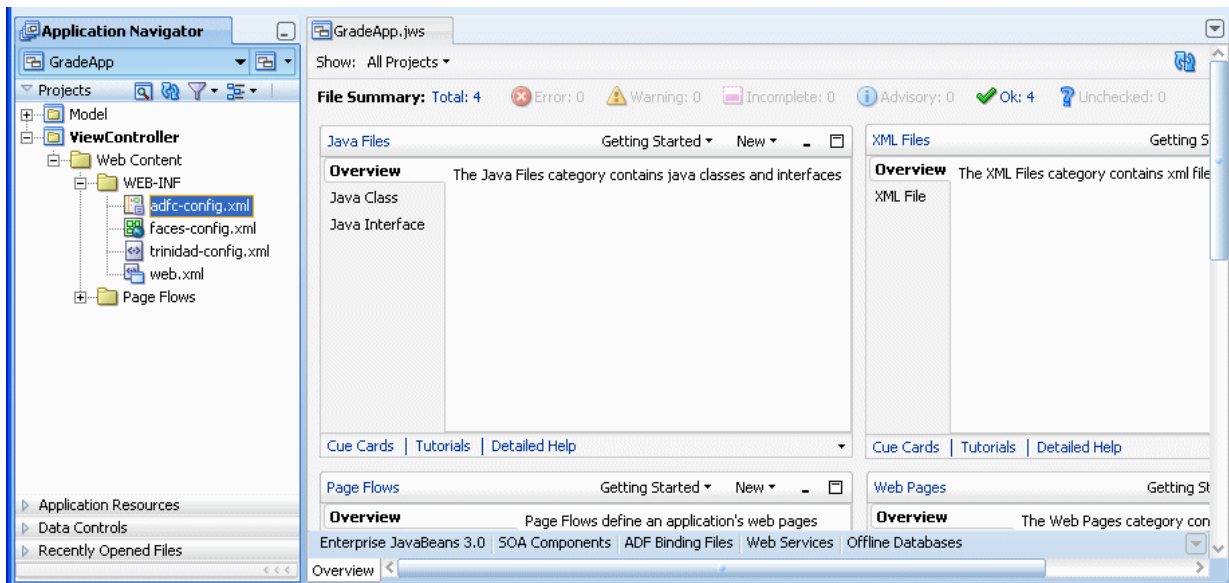 Application Navigator
GradeApp
Projects
Model
ViewController
Web Content
WEB-INF
adfc-config.xml
faces-config.xml
trinidad-config.xml
web.xml
Page Flows
Application Resources
Data Controls
Recently Opened Files
GradeApp.jws
Show: All Projects
File Summary: Total: 4 Error: 0 Warning: 0 Incomplete: 0 Advisory: 0 Ok: 4 Unchecked: 0
Java Files Getting Started New
Overview The Java Files category contains java classes and interfaces
Java Class
Java Interface
Cue Cards | Tutorials | Detailed Help
XML Files Getting S
Overview The XML Files category contains xml file
XML File
Cue Cards | Tutorials | Detailed Help
Page Flows Getting Started New
Overview Page Flows define an application's web pages
Web Pages Getting St
Overview The Web Pages category con
Enterprise JavaBeans 3.0 | SOA Components | ADF Binding Files | Web Services | Offline Databases
Overview